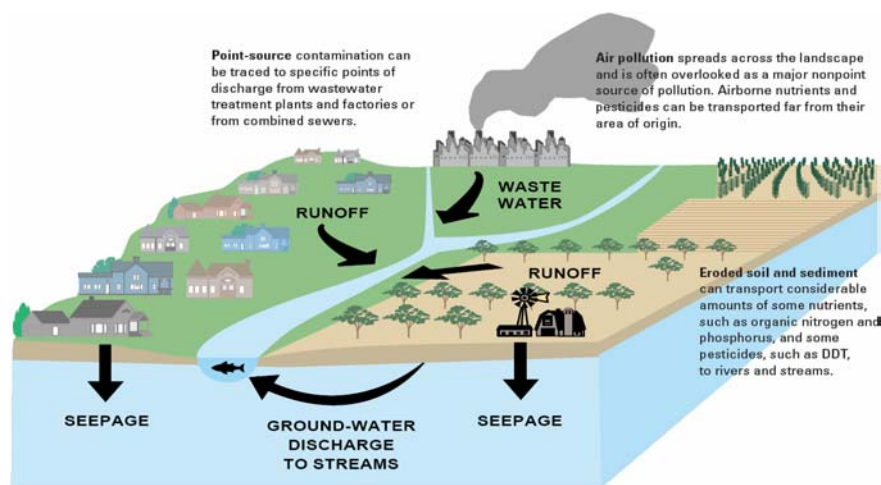 Point-source contamination can
be traced to specific points of
discharge from wastewater
treatment plants and factories or
from combined sewers.
Air pollution spreads across the landscape
and is often overlooked as a major nonpoint
source of pollution. Airborne nutrients and
pesticides can be transported far from their
area of origin.
WASTE
WATER
RUNOFF
RUNOFF
Eroded soil and sediment
can transport considerable
amounts of some nutrients,
such as organic nitrogen and
phosphorus, and some
pesticides, such as DDT,
to rivers and streams.
SEEPAGE
GROUND-WATER
DISCHARGE
TO STREAMS
SEEPAGE